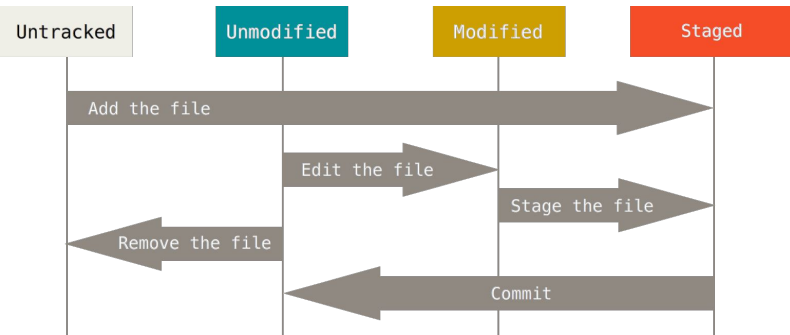 Untracked
Unmodified
Modified
Staged
Add the file
Edit the file
Stage the file
Remove the file
Commit